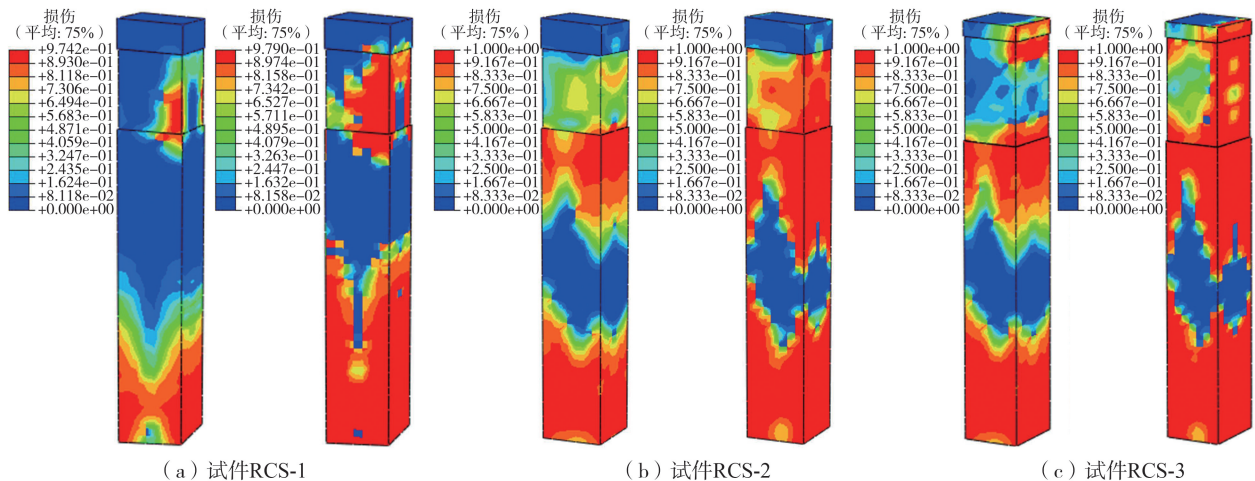 损伤
（平均: 75%）
+9.742e−01
+8.930e−01
+8.118e−01
+7.306e−01
+6.494e−01
+5.683e−01
+4.871e−01
+4.059e−01
+3.247e−01
+2.435e−01
+1.624e−01
+8.118e−02
+0.000e+00
损伤
（平均: 75%）
+9.790e−01
+8.974e−01
+8.158e−01
+7.342e−01
+6.527e−01
+5.711e−01
+4.895e−01
+4.079e−01
+3.263e−01
+2.447e−01
+1.632e−01
+8.158e−02
+0.000e+00
（a）试件RCS-1
损伤
（平均: 75%）
+1.000e+00
+9.167e−01
+8.333e−01
+7.500e−01
+6.667e−01
+5.833e−01
+5.000e−01
+4.167e−01
+3.333e−01
+2.500e−01
+1.667e−01
+8.333e−02
+0.000e+00
损伤
（平均: 75%）
+1.000e+00
+9.167e−01
+8.333e−01
+7.500e−01
+6.667e−01
+5.833e−01
+5.000e−01
+4.167e−01
+3.333e−01
+2.500e−01
+1.667e−01
+8.333e−02
+0.000e+00
（b）试件RCS-2
损伤
（平均: 75%）
+1.000e+00
+9.167e−01
+8.333e−01
+7.500e−01
+6.667e−01
+5.833e−01
+5.000e−01
+4.167e−01
+3.333e−01
+2.500e−01
+1.667e−01
+8.333e−02
+0.000e+00
损伤
（平均: 75%）
+1.000e+00
+9.167e−01
+8.333e−01
+7.500e−01
+6.667e−01
+5.833e−01
+5.000e−01
+4.167e−01
+3.333e−01
+2.500e−01
+1.667e−01
+8.333e−02
+0.000e+00
（c）试件RCS-3